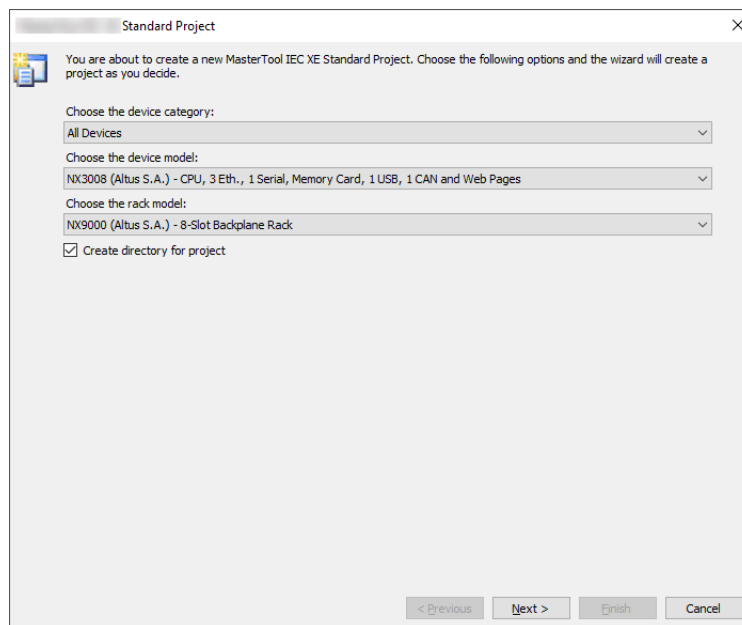 Standard Project
You are about to create a new MasterTool IEC XE Standard Project. Choose the following options and the wizard will create a
project as you decide.
Choose the device category:
All Devices
Choose the device model:
NX3008 (Altus S.A.) - CPU, 3 Eth., 1 Serial, Memory Card, 1 USB, 1 CAN and Web Pages
Choose the rack model:
NX9000 (Altus S.A.) - 8-Slot Backplane Rack
Create directory for project
< Previous
Next >
Finish
Cancel